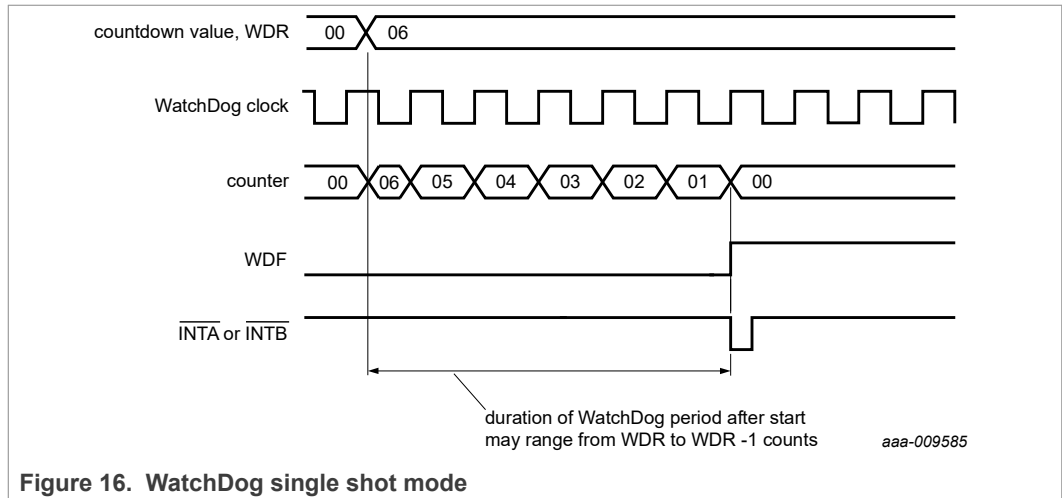 countdown value, WDR 00 06
WatchDog clock
counter 00 06 05 04 03 02 01 00
WDF
INTA or INTB
duration of WatchDog period after start
may range from WDR to WDR -1 counts
aaa-009585
Figure 16. WatchDog single shot mode